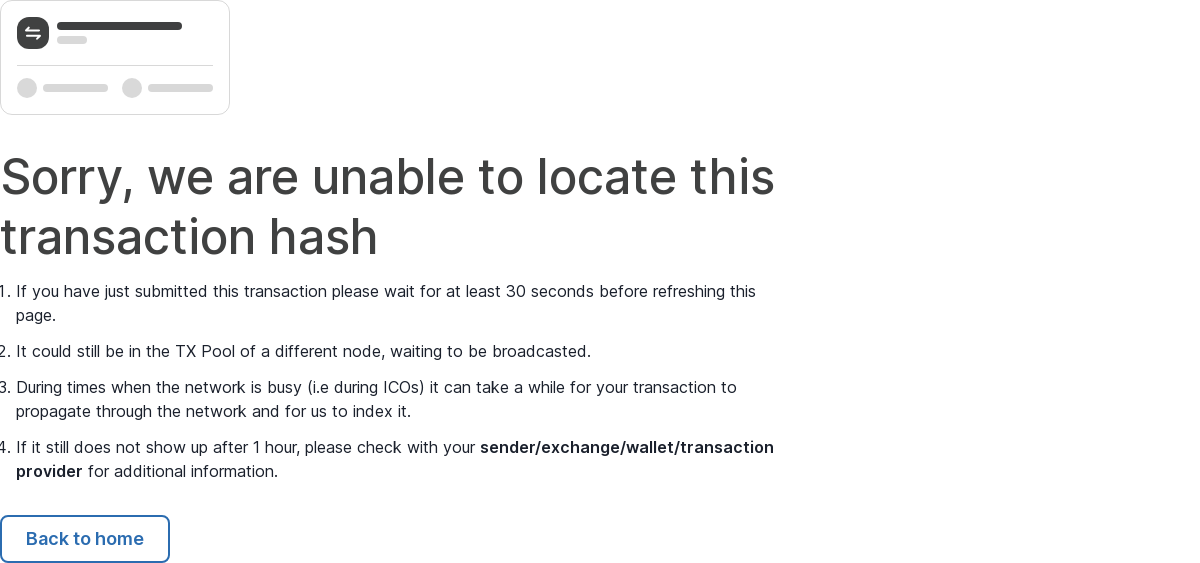 Sorry, we are unable to locate this
transaction hash
1. If you have just submitted this transaction please wait for at least 30 seconds before refreshing this
page.
2. It could still be in the TX Pool of a different node, waiting to be broadcasted.
3. During times when the network is busy (i.e during ICOs) it can take a while for your transaction to
propagate through the network and for us to index it.
4. If it still does not show up after 1 hour, please check with your sender/exchange/wallet/transaction
provider for additional information.
Back to home